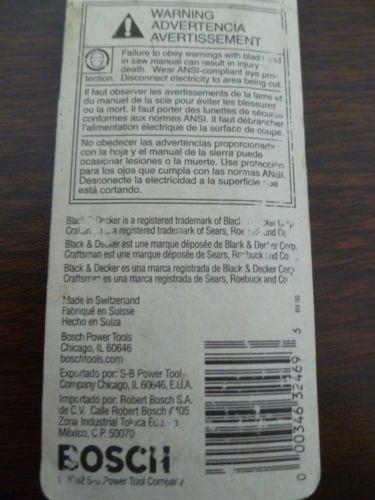 WARNING
ADVERTENCIA
AVERTISSEMENT
Failure to obey warnings with blade and
in saw manual can result in injury or
death. Wear ANSI-compliant eye pro-
tection. Disconnect electricity to area being cut.
Il faut observer les avertissements de la lame et
du manuel de la scie pour éviter les blessures
ou la mort. Il faut porter des lunettes de sécurité
conformes aux normes ANSI. Il faut débrancher
l'alimentation électrique de la surface de coupe.
No obedecer las advertencias proporcionadas
con la hoja y el manual de la sierra puede
ocasionar lesiones o la muerte. Use protección
para los ojos que cumpla con las normas ANSI.
Desconecte la electricidad a la superficie que
está cortando.
Black & Decker is a registered trademark of Black & Decker Corp
Craftsman is a registered trademark of Sears, Roebuck and Co.
Black & Decker est une marque déposée de Black & Decker Corp.
Craftsman est une marque déposée de Sears, Roebuck and Co
Black & Decker es una marca registrada de Black & Decker Corp
Craftsman es una marca registrada de Sears, Roebuck and Co
Made in Switzerland
Fabriqué en Suisse
Hecho en Suiza
Bosch Power Tools
Chicago, IL 60646
boschtools.com
Exportado por: S-B Power Tool
Company Chicago, IL 60646, E.U.A.
Importado por: Robert Bosch S.A.
de C.V. Calle Robert Bosch #105
Zona Industrial Toluca
México, C.P. 50070
BOSCH
S-B Power Tool Company
0 00346 32469 3